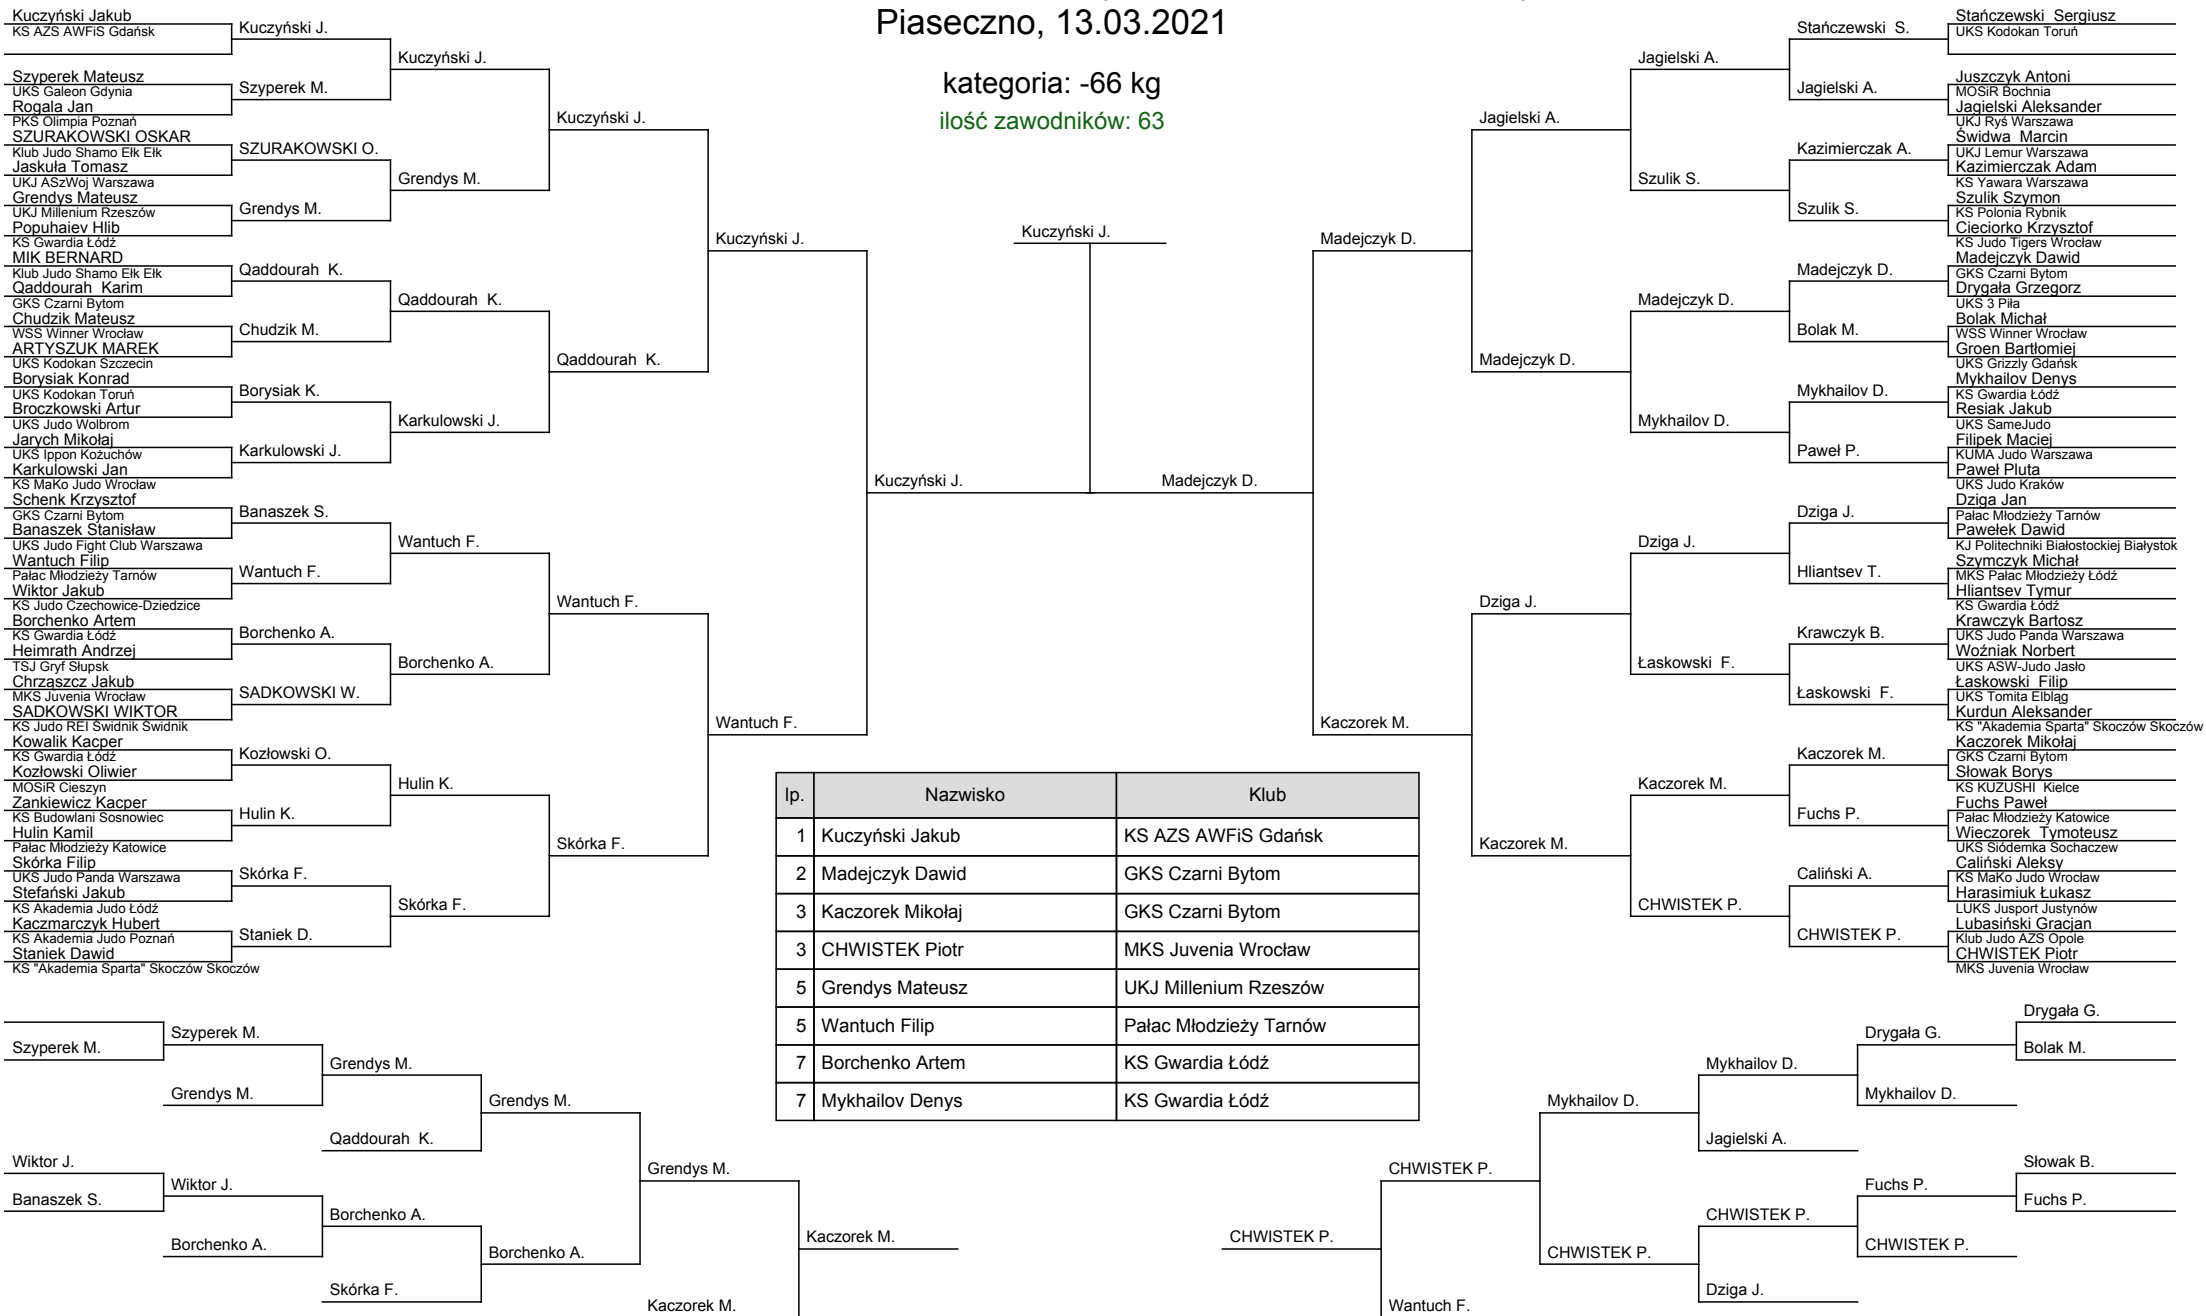 Piaseczno, 13.03.2021
kategoria: -66 kg
ilość zawodników: 63
Kuczyński Jakub
KS AZS AWFiS Gdańsk
Szyperek Mateusz
UKS Galeon Gdynia
Rogala Jan
PKS Olimpia Poznań
SZURAKOWSKI OSKAR
Klub Judo Shamo Ełk Ełk
Jaskuła Tomasz
UKJ ASzWoj Warszawa
Grendys Mateusz
UKJ Millenium Rzeszów
Popuhaiev Hlib
KS Gwardia Łódź
MIK BERNARD
Klub Judo Shamo Ełk Ełk
Qaddourah  Karim
GKS Czarni Bytom
Chudzik Mateusz
WSS Winner Wrocław
ARTYSZUK MAREK
UKS Kodokan Szczecin
Borysiak Konrad
UKS Kodokan Toruń
Broczkowski Artur
UKS Judo Wolbrom
Jarych Mikołaj
UKS Ippon Kożuchów
Karkulowski Jan
KS MaKo Judo Wrocław
Schenk Krzysztof
GKS Czarni Bytom
Banaszek Stanisław
UKS Judo Fight Club Warszawa
Wantuch Filip
Pałac Młodzieży Tarnów
Wiktor Jakub
KS Judo Czechowice-Dziedzice
Borchenko Artem
KS Gwardia Łódź
Heimrath Andrzej
TSJ Gryf Słupsk
Chrząszcz Jakub
MKS Juvenia Wrocław
SADKOWSKI WIKTOR
KS Judo REI Świdnik Świdnik
Kowalik Kacper
KS Gwardia Łódź
Kozłowski Oliwier
MOSiR Cieszyn
Zankiewicz Kacper
KS Budowlani Sosnowiec
Hulin Kamil
Pałac Młodzieży Katowice
Skórka Filip
UKS Judo Panda Warszawa
Stefański Jakub
KS Akademia Judo Łódź
Kaczmarczyk Hubert
KS Akademia Judo Poznań
Staniek Dawid
KS "Akademia Sparta" Skoczów Skoczów
Kuczyński J.
Szyperek M.
SZURAKOWSKI O.
Grendys M.
Qaddourah  K.
Chudzik M.
Borysiak K.
Karkulowski J.
Banaszek S.
Wantuch F.
Borchenko A.
SADKOWSKI W.
Kozłowski O.
Hulin K.
Skórka F.
Staniek D.
Kuczyński J.
Grendys M.
Qaddourah  K.
Karkulowski J.
Wantuch F.
Borchenko A.
Hulin K.
Skórka F.
Kuczyński J.
Qaddourah  K.
Wantuch F.
Skórka F.
Kuczyński J.
Wantuch F.
Kuczyński J.
Kuczyński J.
Madejczyk D.
Madejczyk D.
Kaczorek M.
Jagielski A.
Madejczyk D.
Dziga J.
Kaczorek M.
Jagielski A.
Szulik S.
Madejczyk D.
Mykhailov D.
Dziga J.
Łaskowski  F.
Kaczorek M.
CHWISTEK P.
Stańczewski  S.
Jagielski A.
Kazimierczak A.
Szulik S.
Madejczyk D.
Bolak M.
Mykhailov D.
Paweł P.
Dziga J.
Hliantsev T.
Krawczyk B.
Łaskowski  F.
Kaczorek M.
Fuchs P.
Caliński A.
CHWISTEK P.
Stańczewski  Sergiusz
UKS Kodokan Toruń
Juszczyk Antoni
MOSiR Bochnia
Jagielski Aleksander
UKJ Ryś Warszawa
Świdwa  Marcin
UKJ Lemur Warszawa
Kazimierczak Adam
KS Yawara Warszawa
Szulik Szymon
KS Polonia Rybnik
Cieciorko Krzysztof
KS Judo Tigers Wrocław
Madejczyk Dawid
GKS Czarni Bytom
Drygała Grzegorz
UKS 3 Piła
Bolak Michał
WSS Winner Wrocław
Groen Bartłomiej
UKS Grizzly Gdańsk
Mykhailov Denys
KS Gwardia Łódź
Resiak Jakub
UKS SameJudo
Filipek Maciej
KUMA Judo Warszawa
Paweł Pluta
UKS Judo Kraków
Dziga Jan
Pałac Młodzieży Tarnów
Pawełek Dawid
KJ Politechniki Białostockiej Białystok
Szymczyk Michał
MKS Pałac Młodzieży Łódź
Hliantsev Tymur
KS Gwardia Łódź
Krawczyk Bartosz
UKS Judo Panda Warszawa
Woźniak Norbert
UKS ASW-Judo Jasło
Łaskowski  Filip
UKS Tomita Elbląg
Kurdun Aleksander
KS "Akademia Sparta" Skoczów Skoczów
Kaczorek Mikołaj
GKS Czarni Bytom
Słowak Borys
KS KUZUSHI  Kielce
Fuchs Paweł
Pałac Młodzieży Katowice
Wieczorek  Tymoteusz
UKS Siódemka Sochaczew
Caliński Aleksy
KS MaKo Judo Wrocław
Harasimiuk Łukasz
LUKS Jusport Justynów
Lubasiński Gracjan
Klub Judo AZS Opole
CHWISTEK Piotr
MKS Juvenia Wrocław
lp. Nazwisko Klub
1 Kuczyński Jakub KS AZS AWFiS Gdańsk
2 Madejczyk Dawid GKS Czarni Bytom
3 Kaczorek Mikołaj GKS Czarni Bytom
3 CHWISTEK Piotr MKS Juvenia Wrocław
5 Grendys Mateusz UKJ Millenium Rzeszów
5 Wantuch Filip Pałac Młodzieży Tarnów
7 Borchenko Artem KS Gwardia Łódź
7 Mykhailov Denys KS Gwardia Łódź
Szyperek M.
Wiktor J.
Banaszek S.
Szyperek M.
Grendys M.
Wiktor J.
Borchenko A.
Grendys M.
Qaddourah  K.
Borchenko A.
Skórka F.
Grendys M.
Borchenko A.
Grendys M.
Kaczorek M.
Kaczorek M.
CHWISTEK P.
CHWISTEK P.
Wantuch F.
Mykhailov D.
CHWISTEK P.
Mykhailov D.
Jagielski A.
CHWISTEK P.
Dziga J.
Drygała G.
Mykhailov D.
Fuchs P.
CHWISTEK P.
Drygała G.
Bolak M.
Słowak B.
Fuchs P.